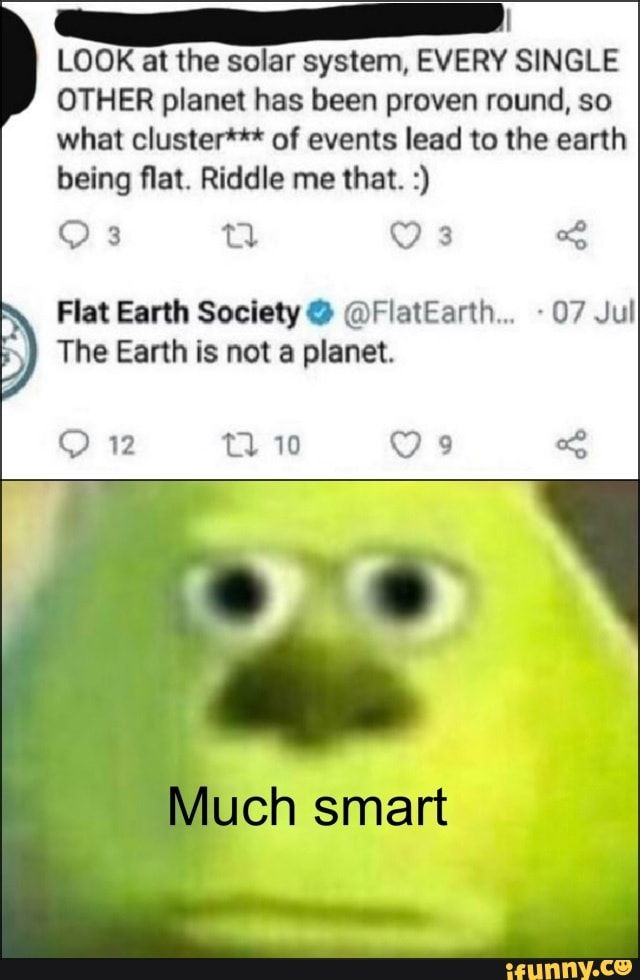 LOOK at the solar system, EVERY SINGLE
OTHER planet has been proven round, so
what cluster*** of events lead to the earth
being flat. Riddle me that. :)
3 3
Flat Earth Society @FlatEarth... · 07 Jul
The Earth is not a planet.
12 10 9
Much smart
ifunny.co